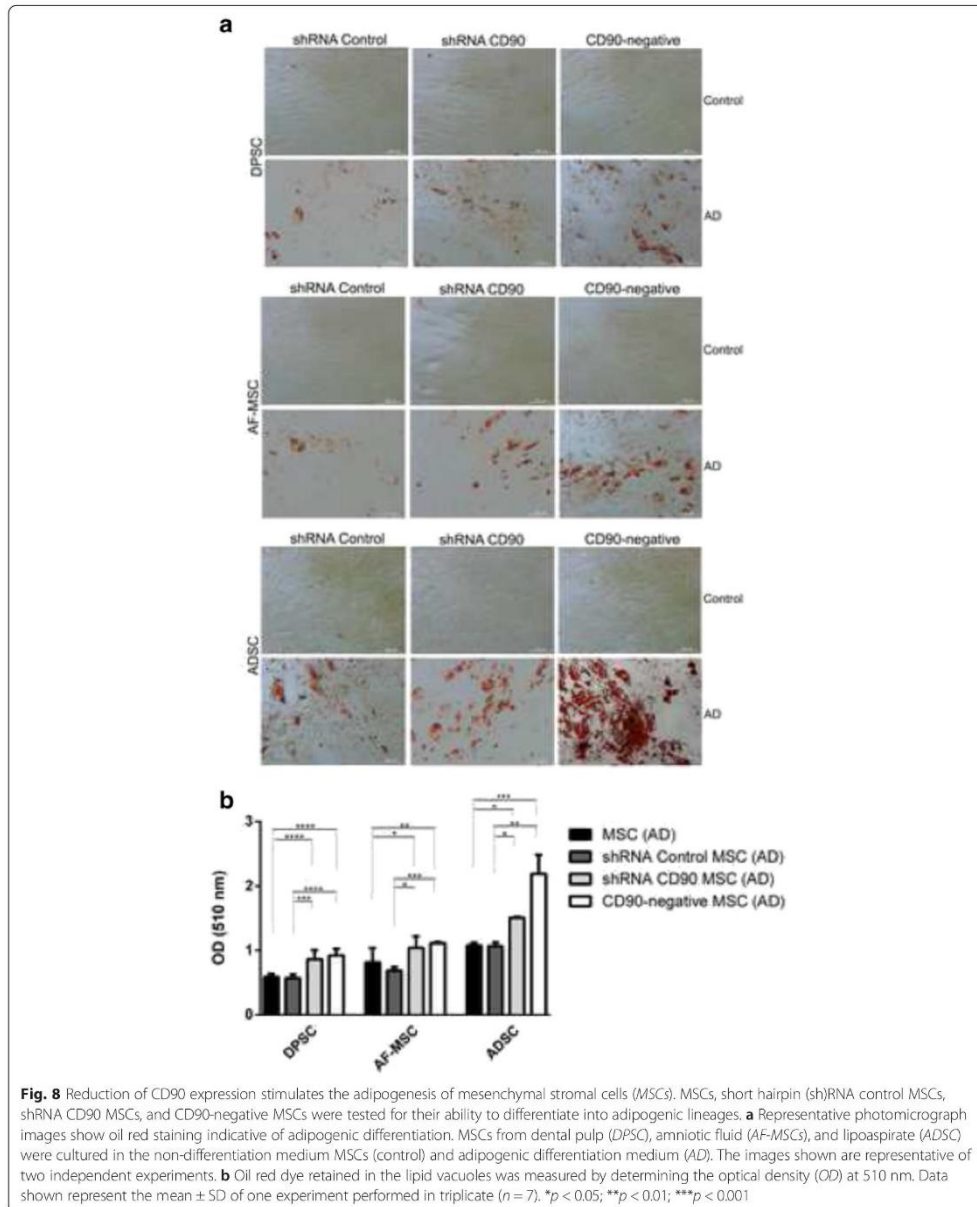 a
shRNA Control shRNA CD90 CD90-negative
DPSC
Control
AD
shRNA Control shRNA CD90 CD90-negative
AF-MSC
Control
AD
shRNA Control shRNA CD90 CD90-negative
ADSC
Control
AD
b
OD (510 nm)
3
2
1
0
**** **** **** ***
** * *** *
*** * ** *
DPSC AF-MSC ADSC
MSC (AD)
shRNA Control MSC (AD)
shRNA CD90 MSC (AD)
CD90-negative MSC (AD)
Fig. 8 Reduction of CD90 expression stimulates the adipogenesis of mesenchymal stromal cells (MSCs). MSCs, short hairpin (sh)RNA control MSCs,
shRNA CD90 MSCs, and CD90-negative MSCs were tested for their ability to differentiate into adipogenic lineages. a Representative photomicrograph
images show oil red staining indicative of adipogenic differentiation. MSCs from dental pulp (DPSC), amniotic fluid (AF-MSCs), and lipoaspirate (ADSC)
were cultured in the non-differentiation medium MSCs (control) and adipogenic differentiation medium (AD). The images shown are representative of
two independent experiments. b Oil red dye retained in the lipid vacuoles was measured by determining the optical density (OD) at 510 nm. Data
shown represent the mean ± SD of one experiment performed in triplicate (n = 7). *p < 0.05; **p < 0.01; ***p < 0.001